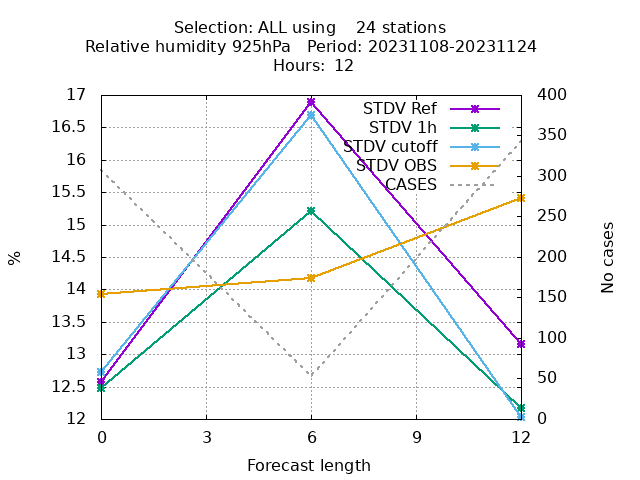 Selection: ALL using    24 stations
Relative humidity 925hPa   Period: 20231108-20231124
Hours:  12
17
16.5
16
15.5
15
14.5
14
13.5
13
12.5
12
400
350
300
250
200
150
100
50
0
STDV Ref
STDV 1h
STDV cutoff
STDV OBS
CASES
%
No cases
0 3 6 9 12
Forecast length